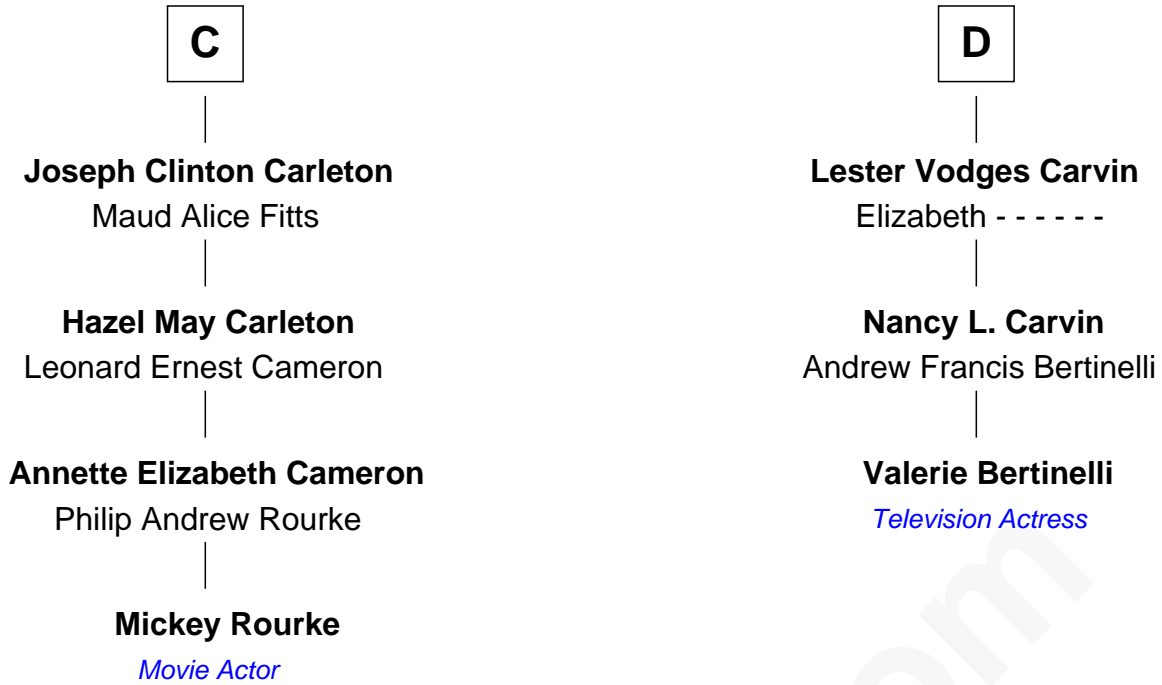 C
Joseph Clinton Carleton
Maud Alice Fitts
Hazel May Carleton
Leonard Ernest Cameron
Annette Elizabeth Cameron
Philip Andrew Rourke
Mickey Rourke
Movie Actor
D
Lester Vodges Carvin
Elizabeth - - - - - -
Nancy L. Carvin
Andrew Francis Bertinelli
Valerie Bertinelli
Television Actress
om